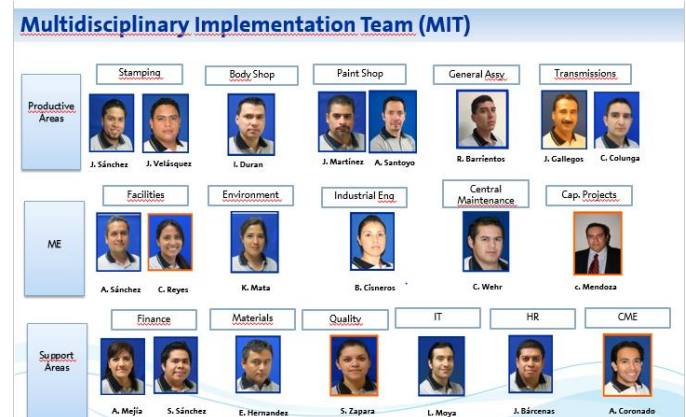 Multidisciplinary Implementation Team (MIT)
Stamping
Body Shop
Paint Shop
General Assy
Transmissions
Productive
Areas
J. Sánchez
J. Velásquez
I. Duran
J. Martínez
A. Santoyo
R. Barrientos
J. Gallegos
C. Colunga
Facilities
Environment
Industrial Eng
Central
Maintenance
Cap. Projects
ME
A. Sánchez
C. Reyes
K. Mata
B. Cisneros
C. Wehr
c. Mendoza
Finance
Materials
Quality
IT
HR
CME
Support
Areas
A. Mejía
S. Sánchez
E. Hernandez
S. Zapara
L. Moya
J. Bárcenas
A. Coronado